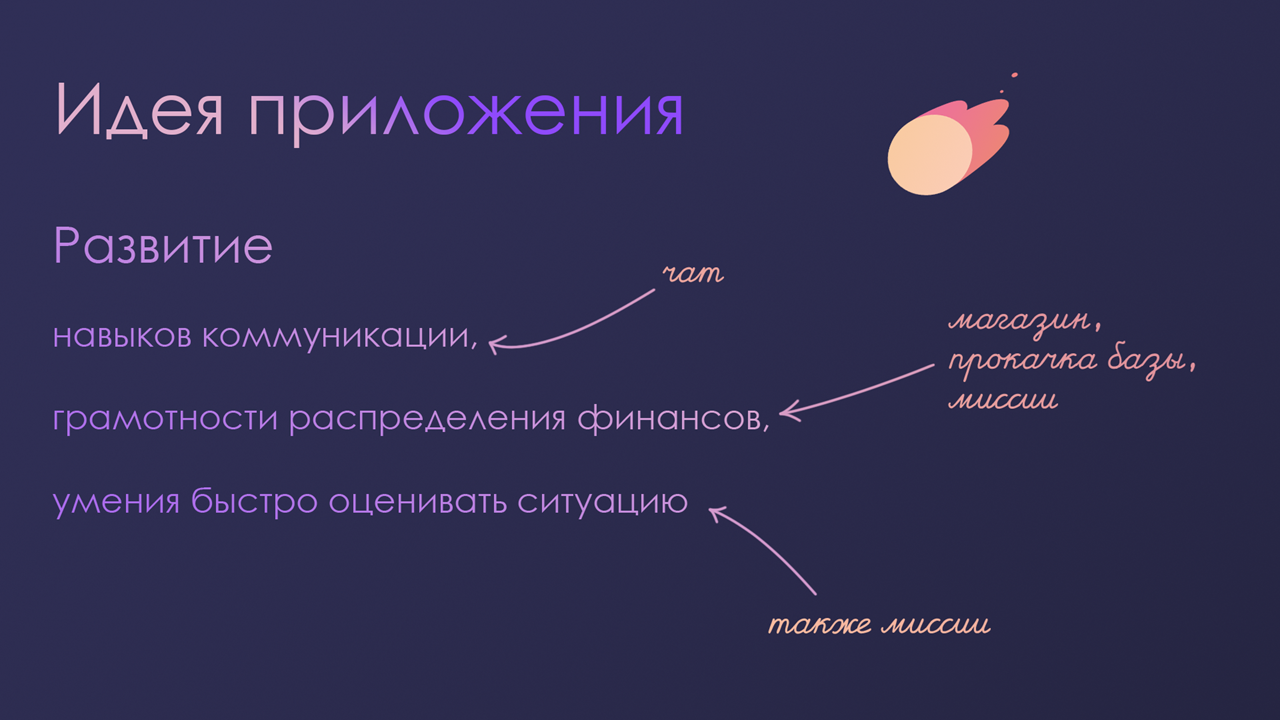 Идея приложения
Развитие
чат
навыков коммуникации,
магазин,
прокачка базы,
миссии
грамотности распределения финансов,
умения быстро оценивать ситуацию
также миссии